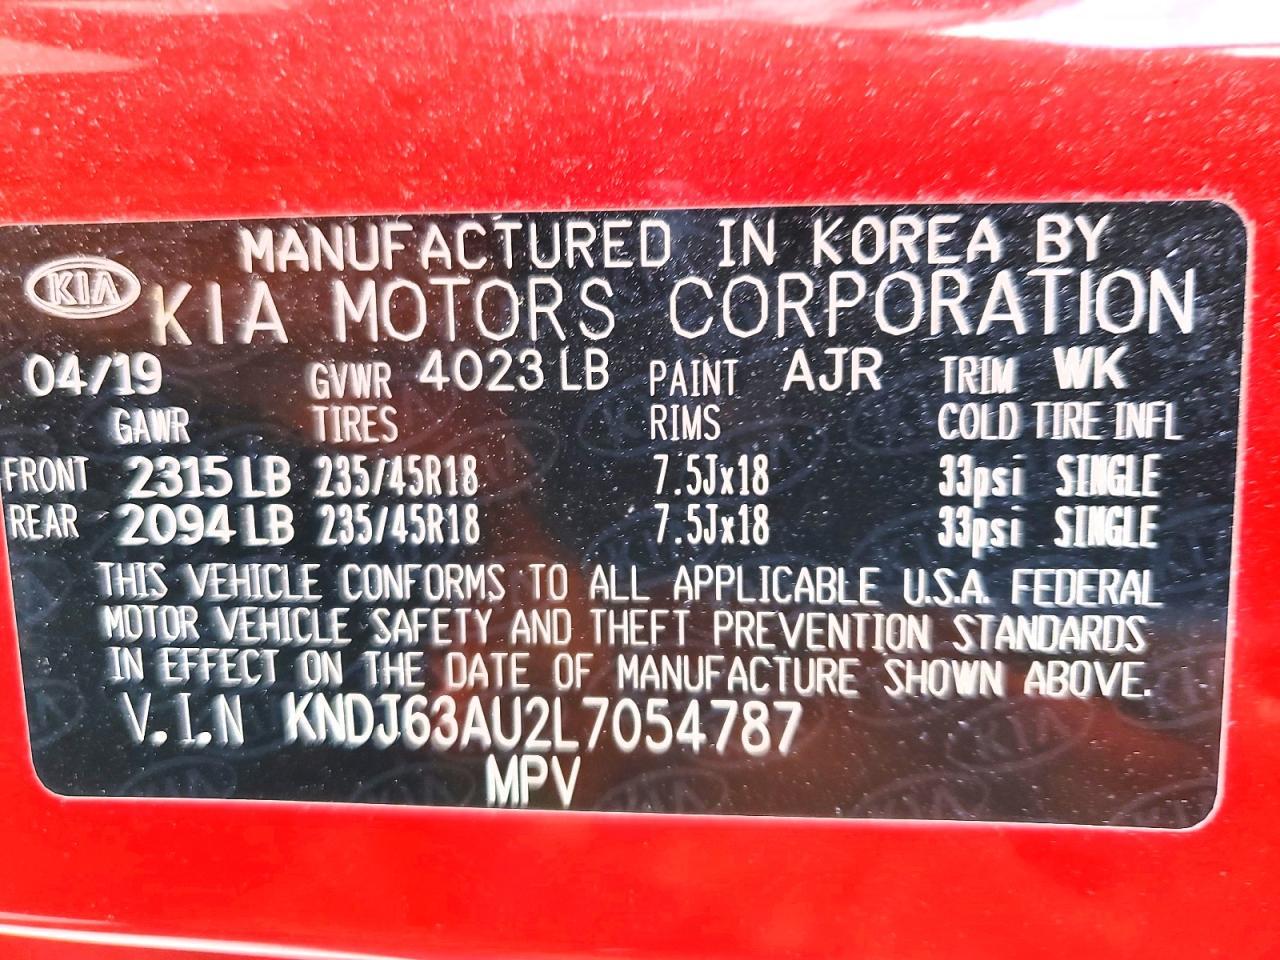 MANUFACTURED IN KOREA BY
KIA KIA MOTORS CORPORATION
04/19 GVWR 4023 LB PAINT AJR TRIM WK
GAWR TIRES RIMS COLD TIRE INFL
FRONT 2315 LB 235/45R18 7.5Jx18 33psi SINGLE
REAR 2094 LB 235/45R18 7.5Jx18 33psi SINGLE
THIS VEHICLE CONFORMS TO ALL APPLICABLE U.S.A. FEDERAL
MOTOR VEHICLE SAFETY AND THEFT PREVENTION STANDARDS
IN EFFECT ON THE DATE OF MANUFACTURE SHOWN ABOVE.
V.I.N KNDJ63AU2L7054787
MPV